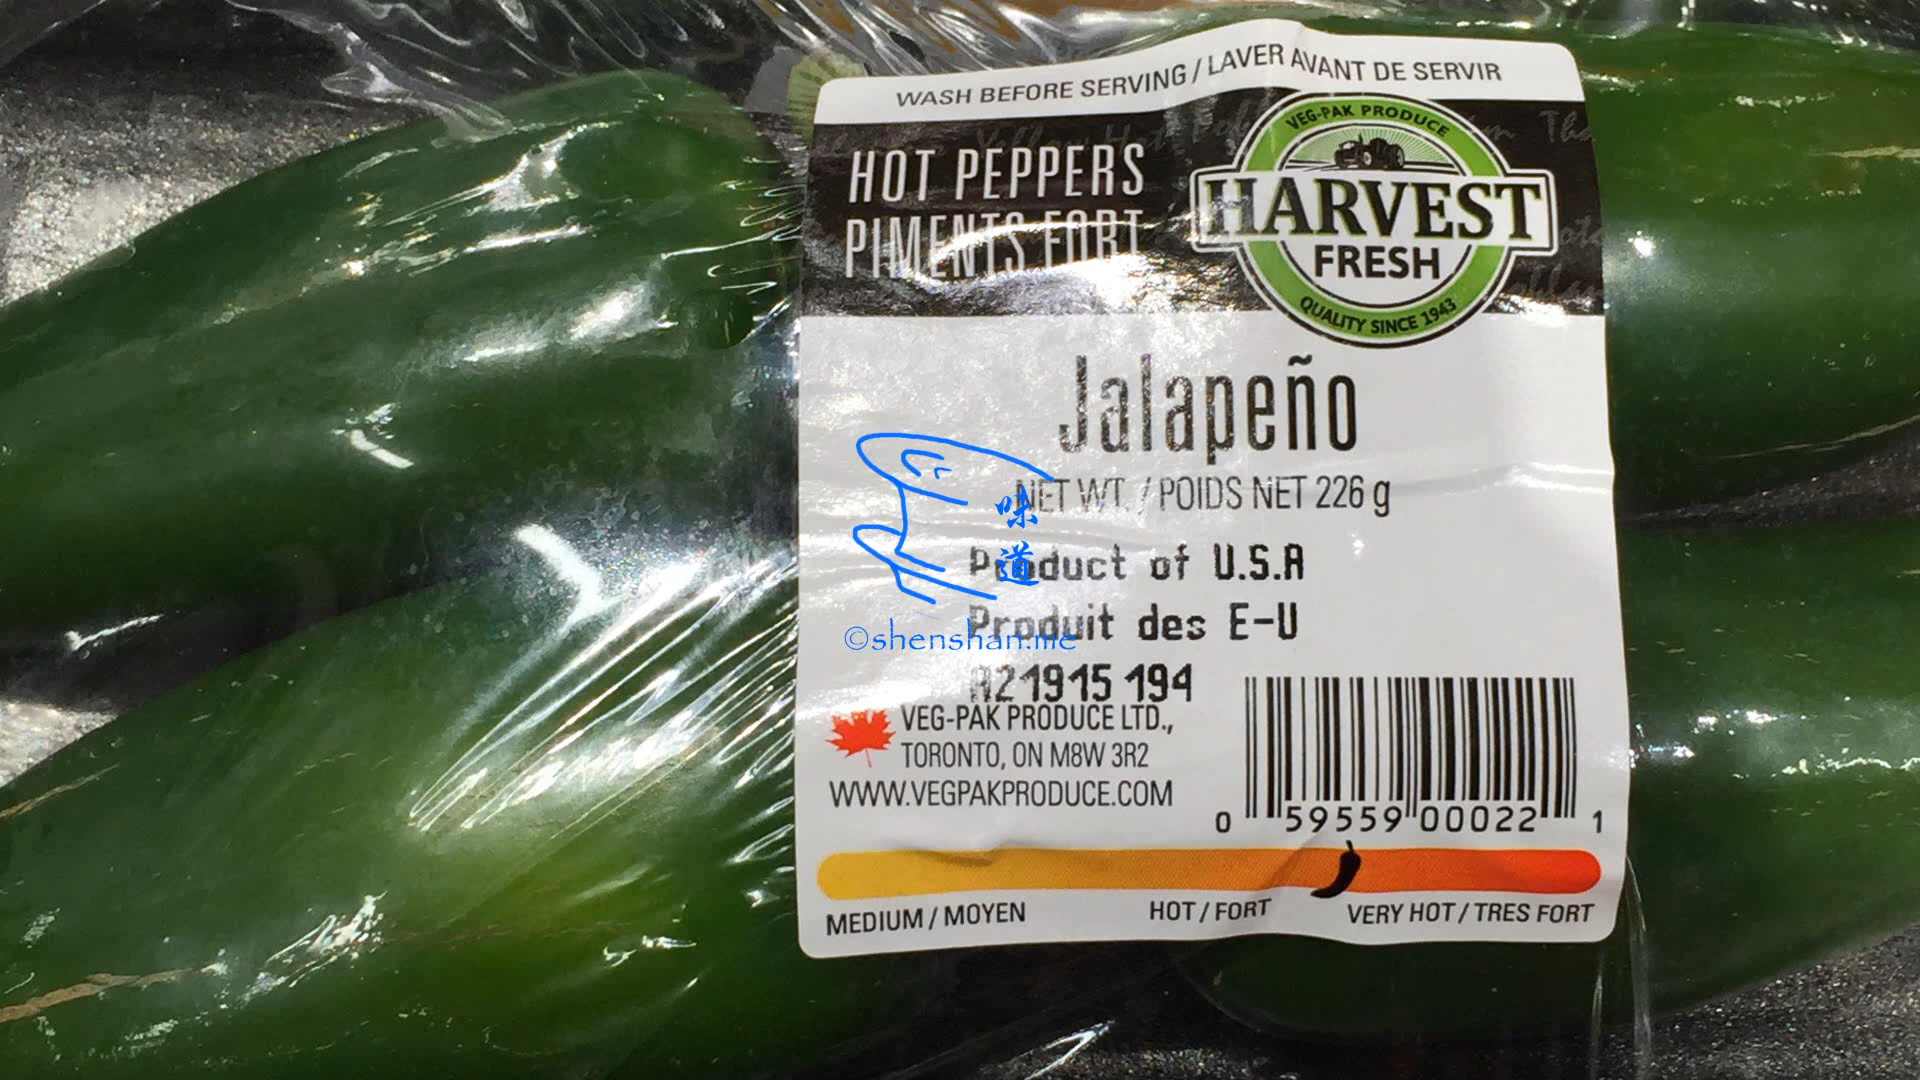 WASH BEFORE SERVING / LAVER AVANT DE SERVIR
HOT PEPPERS
PIMENTS FORT
VEG-PAK PRODUCE
HARVEST
FRESH
QUALITY SINCE 1943
Jalapeño
NET WT. / POIDS NET 226 g
味道
Product of U.S.A
Produit des E-U
©shenshan.me
A21915 194
VEG-PAK PRODUCE LTD.,
TORONTO, ON M8W 3R2
WWW.VEGPAKPRODUCE.COM
0 59559 00022 1
MEDIUM / MOYEN HOT / FORT VERY HOT / TRES FORT